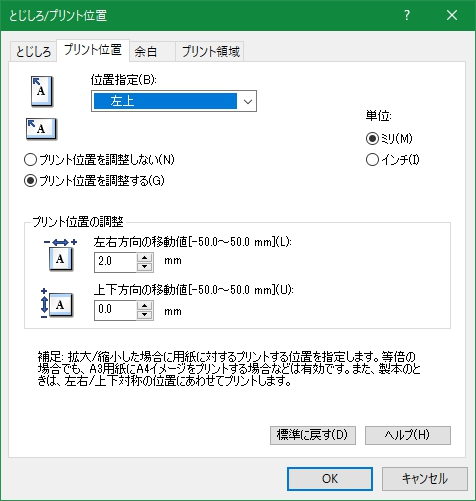 とじしろ/プリント位置
とじしろ プリント位置 余白 プリント領域
A
位置指定(B):
左上
A
単位:
ミリ(M)
インチ(I)
プリント位置を調整しない(N)
プリント位置を調整する(G)
プリント位置の調整
左右方向の移動値[-50.0～50.0 mm](L):
A
2.0 mm
上下方向の移動値[-50.0～50.0 mm](U):
A
0.0 mm
補足: 拡大/縮小した場合に用紙に対するプリントする位置を指定します。等倍の
場合でも、A3用紙にA4イメージをプリントする場合などは有効です。また、製本のと
きは、左右/上下対称の位置にあわせてプリントします。
標準に戻す(D) ヘルプ(H)
OK キャンセル